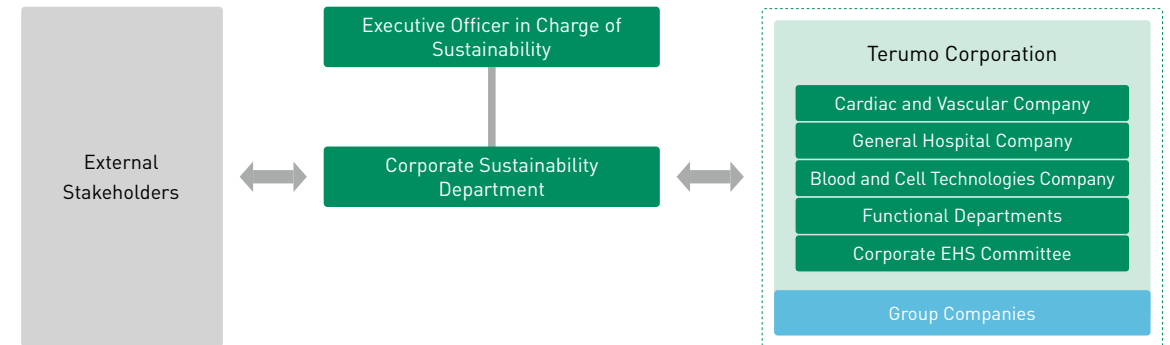 External
Stakeholders
Executive Officer in Charge of
Sustainability
Corporate Sustainability
Department
Terumo Corporation
Cardiac and Vascular Company
General Hospital Company
Blood and Cell Technologies Company
Functional Departments
Corporate EHS Committee
Group Companies